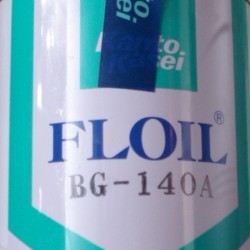 Kanto
Kasei
FLOIL®
BG-140A